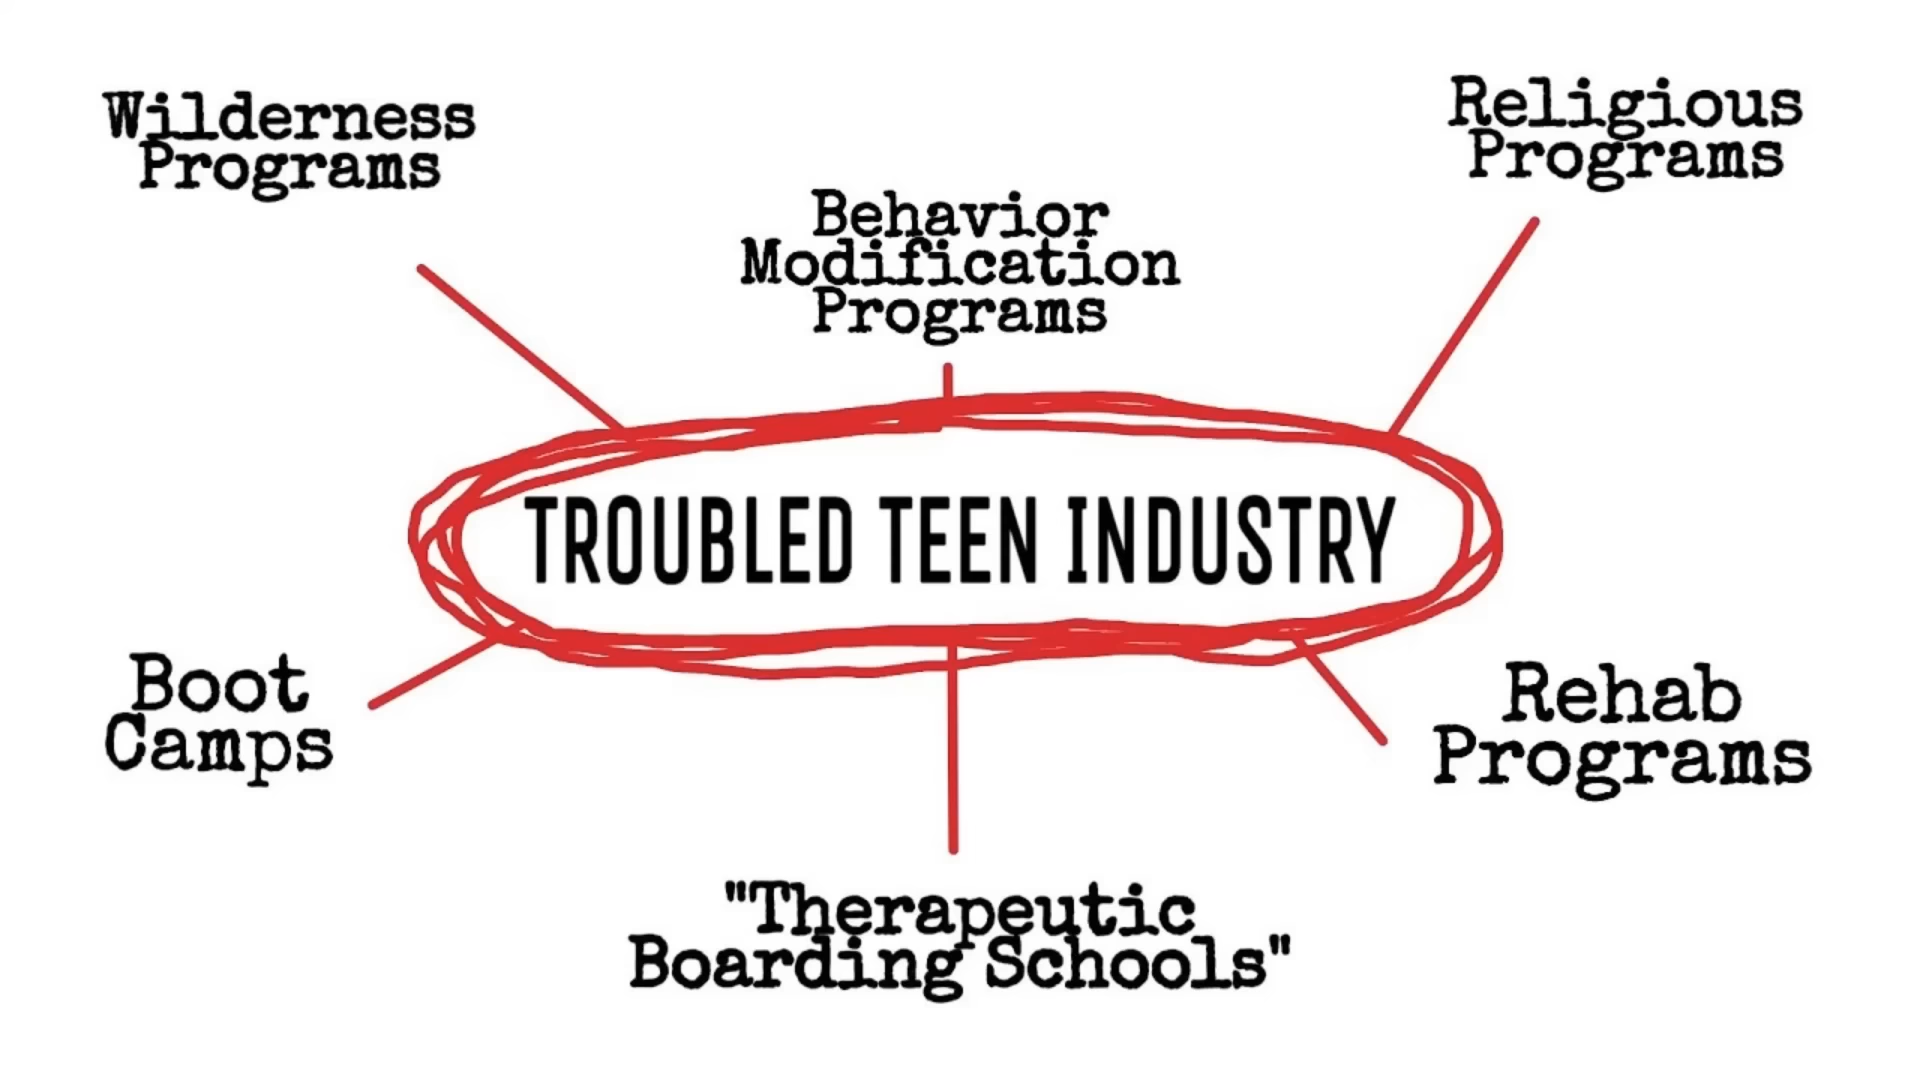 Wilderness
Programs
Religious
Programs
Behavior
Modification
Programs
TROUBLED TEEN INDUSTRY
Boot
Camps
Rehab
Programs
"Therapeutic
Boarding Schools"